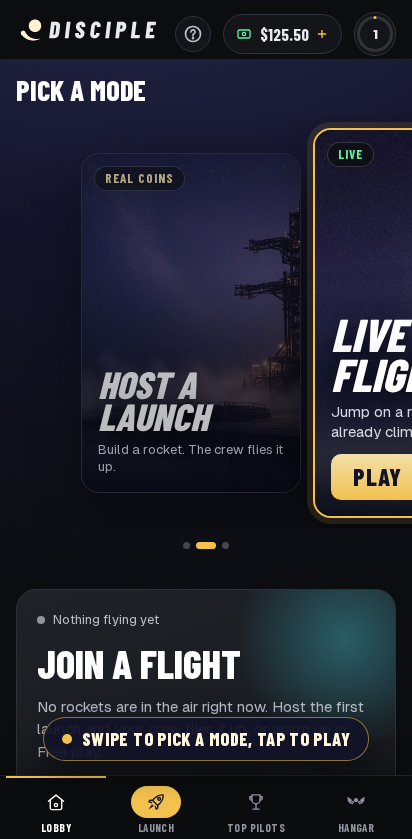 DISCIPLE
$125.50 +
1
PICK A MODE
REAL COINS
HOST A
LAUNCH
Build a rocket. The crew flies it
up.
LIVE
LIVE
FLIG
Jump on a r
already clim
PLAY
Nothing flying yet
JOIN A FLIGHT
No rockets are in the air right now. Host the first
SWIPE TO PICK A MODE, TAP TO PLAY
LOBBY
LAUNCH
TOP PILOTS
HANGAR